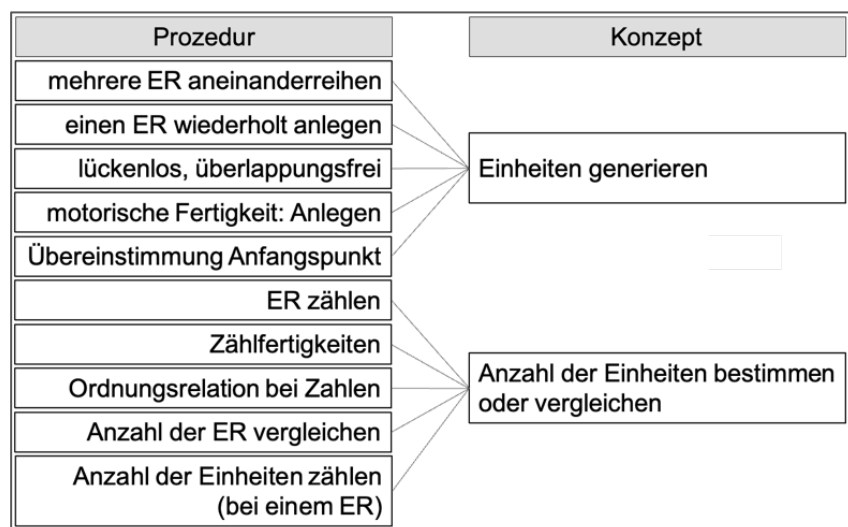 Prozedur
Konzept
mehrere ER aneinanderreihen
einen ER wiederholt anlegen
lückenlos, überlappungsfrei
motorische Fertigkeit: Anlegen
Übereinstimmung Anfangspunkt
Einheiten generieren
ER zählen
Zählfertigkeiten
Ordnungsrelation bei Zahlen
Anzahl der ER vergleichen
Anzahl der Einheiten zählen
(bei einem ER)
Anzahl der Einheiten bestimmen
oder vergleichen